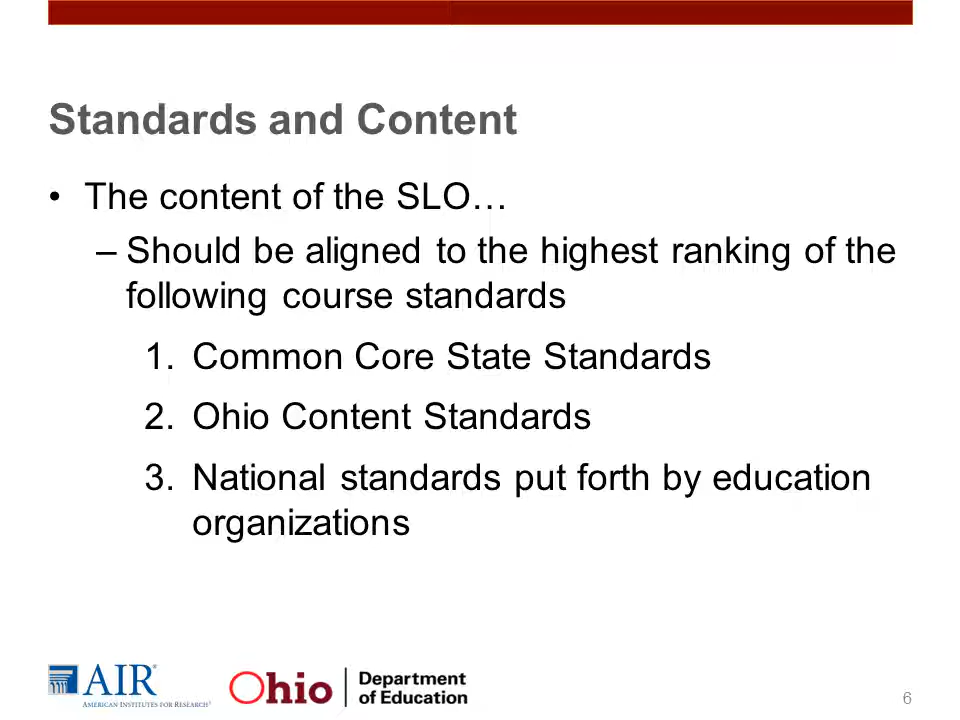 Standards and Content
• The content of the SLO…
– Should be aligned to the highest ranking of the
following course standards
1. Common Core State Standards
2. Ohio Content Standards
3. National standards put forth by education
organizations
AIR®
AMERICAN INSTITUTES FOR RESEARCH®
Ohio | Department
of Education
6